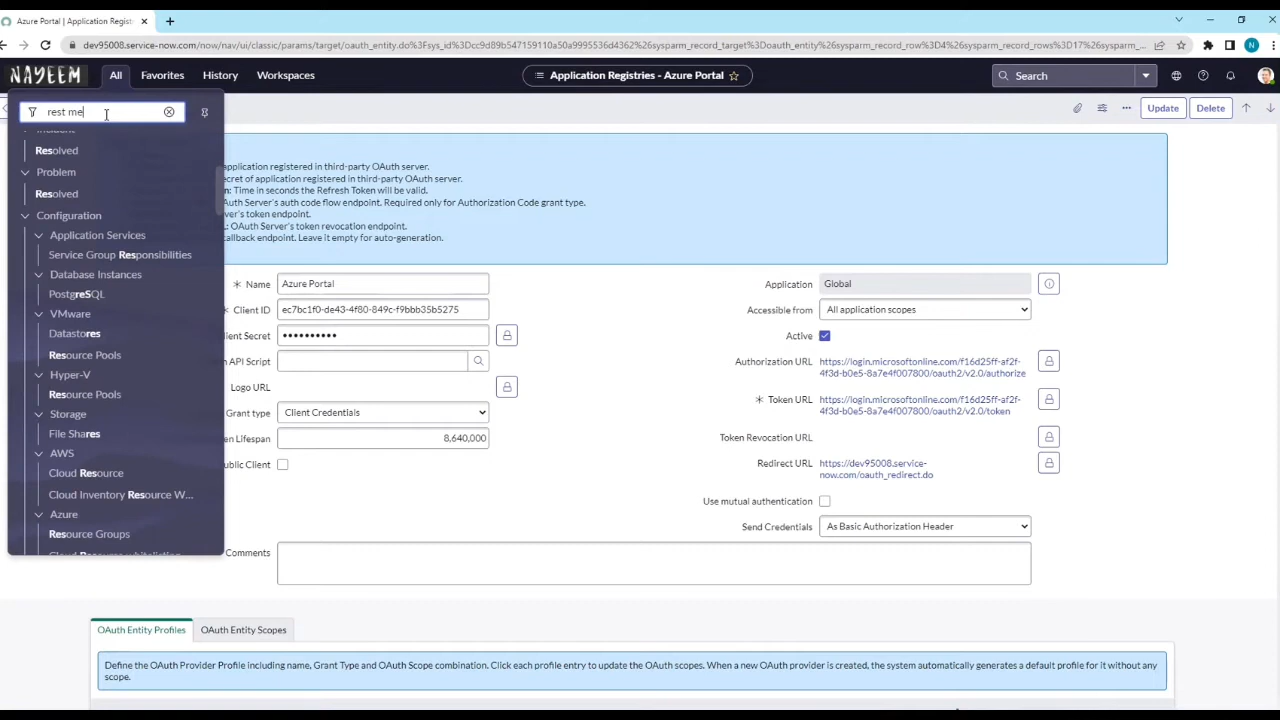 Azure Portal | Application Registr
dev95008.service-now.com/now/nav/ui/classic/params/target/oauth_entity.do%3Fsys_id%3Dcc9d89b547159110a50a9995536d4362%26sysparm_record_target%3Doauth_entity%26sysparm_record_row%3D4%26sysparm_record_rows%3D17%26sysparm_...
N
NAYEEM
All
Favorites
History
Workspaces
Application Registries - Azure Portal
Search
rest me
Update
Delete
Incident
Resolved
Problem
Resolved
Configuration
Application Services
Service Group Responsibilities
Database Instances
PostgreSQL
VMware
Datastores
Resource Pools
Hyper-V
Resource Pools
Storage
File Shares
AWS
Cloud Resource
Cloud Inventory Resource W...
Azure
Resource Groups
Cloud Resource whitelisting
application registered in third-party OAuth server.
secret of application registered in third-party OAuth server.
n: Time in seconds the Refresh Token will be valid.
OAuth Server's auth code flow endpoint. Required only for Authorization Code grant type.
ver's token endpoint.
L: OAuth Server's token revocation endpoint.
callback endpoint. Leave it empty for auto-generation.
Name
Azure Portal
Client ID
ec7bc1f0-de43-4f80-849c-f9bbb35b5275
lient Secret
h API Script
Logo URL
Grant type
Client Credentials
en Lifespan
8,640,000
ublic Client
Application
Global
Accessible from
All application scopes
Active
Authorization URL
https://login.microsoftonline.com/f16d25ff-af2f-
4f3d-b0e5-8a7e4f007800/oauth2/v2.0/authorize
Token URL
https://login.microsoftonline.com/f16d25ff-af2f-
4f3d-b0e5-8a7e4f007800/oauth2/v2.0/token
Token Revocation URL
Redirect URL
https://dev95008.service-
now.com/oauth_redirect.do
Use mutual authentication
Send Credentials
As Basic Authorization Header
Comments
OAuth Entity Profiles
OAuth Entity Scopes
Define the OAuth Provider Profile including name, Grant Type and OAuth Scope combination. Click each profile entry to update the OAuth scopes. When a new OAuth provider is created, the system automatically generates a default profile for it without any
scope.